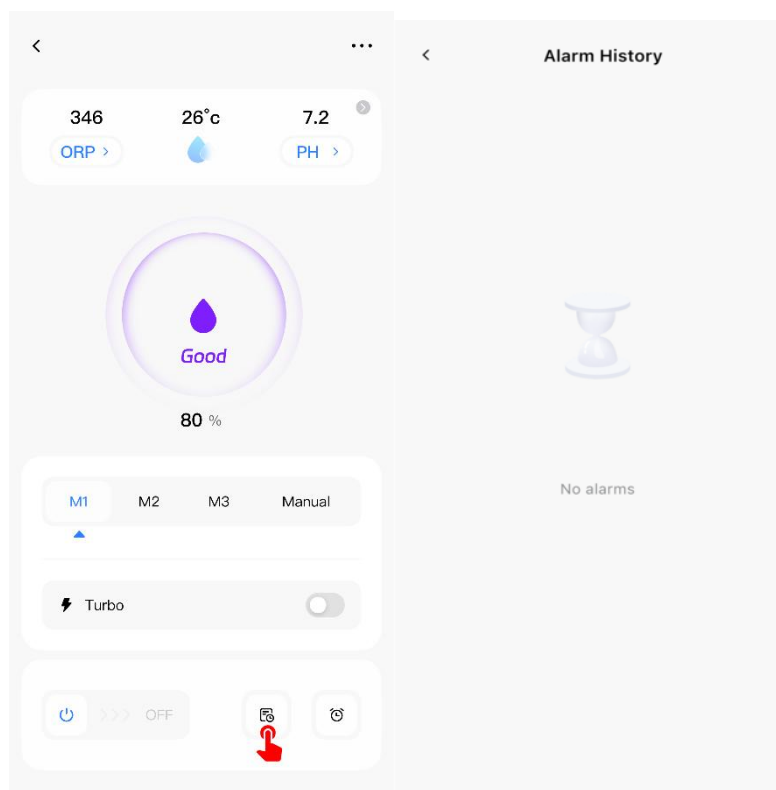 346 26°c 7.2
ORP > PH >
Good
80 %
M1 M2 M3 Manual
Turbo
>>> OFF
Alarm History
No alarms